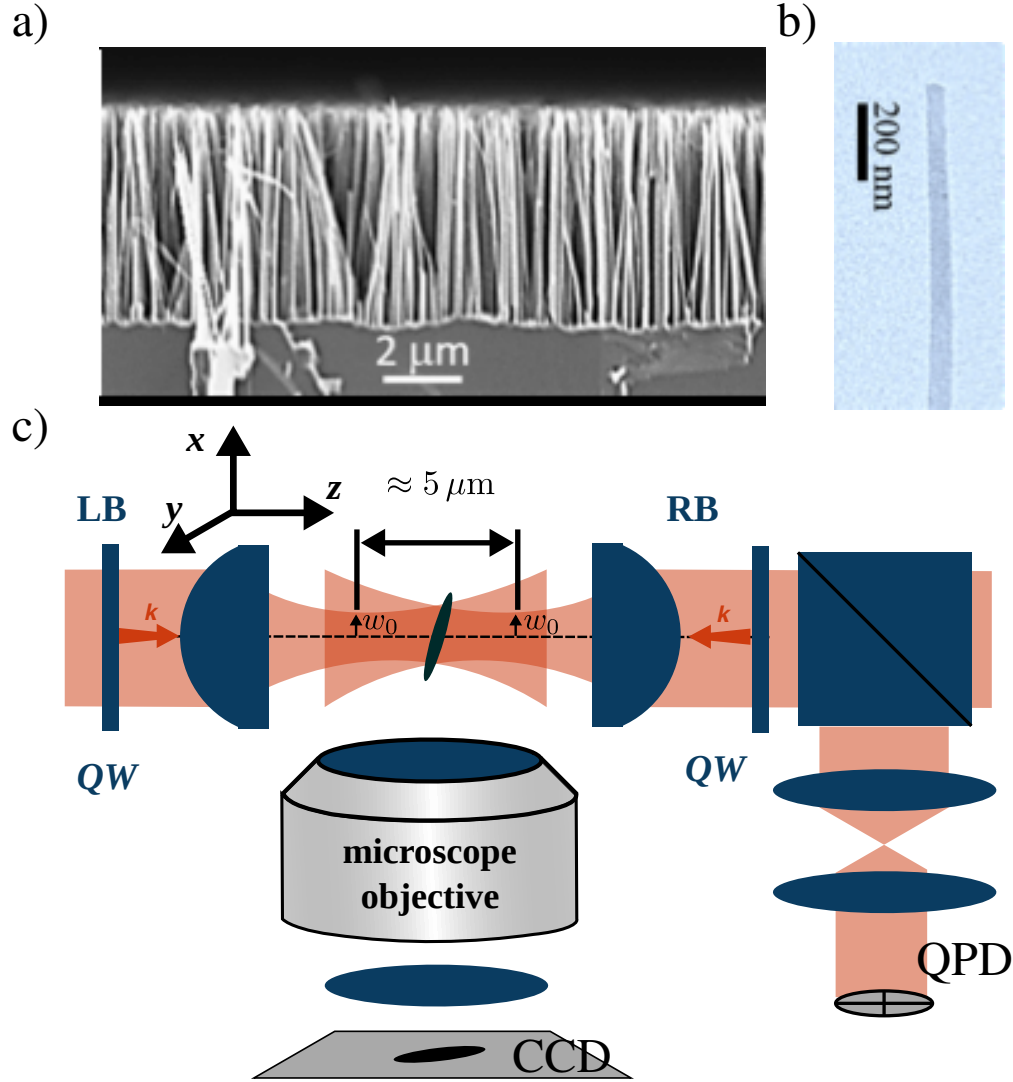 a)
b)
2 μm
200 nm
c)
x
y
z
≈ 5 μm
LB
RB
k
k
w₀
w₀
QW
QW
microscope
objective
QPD
CCD